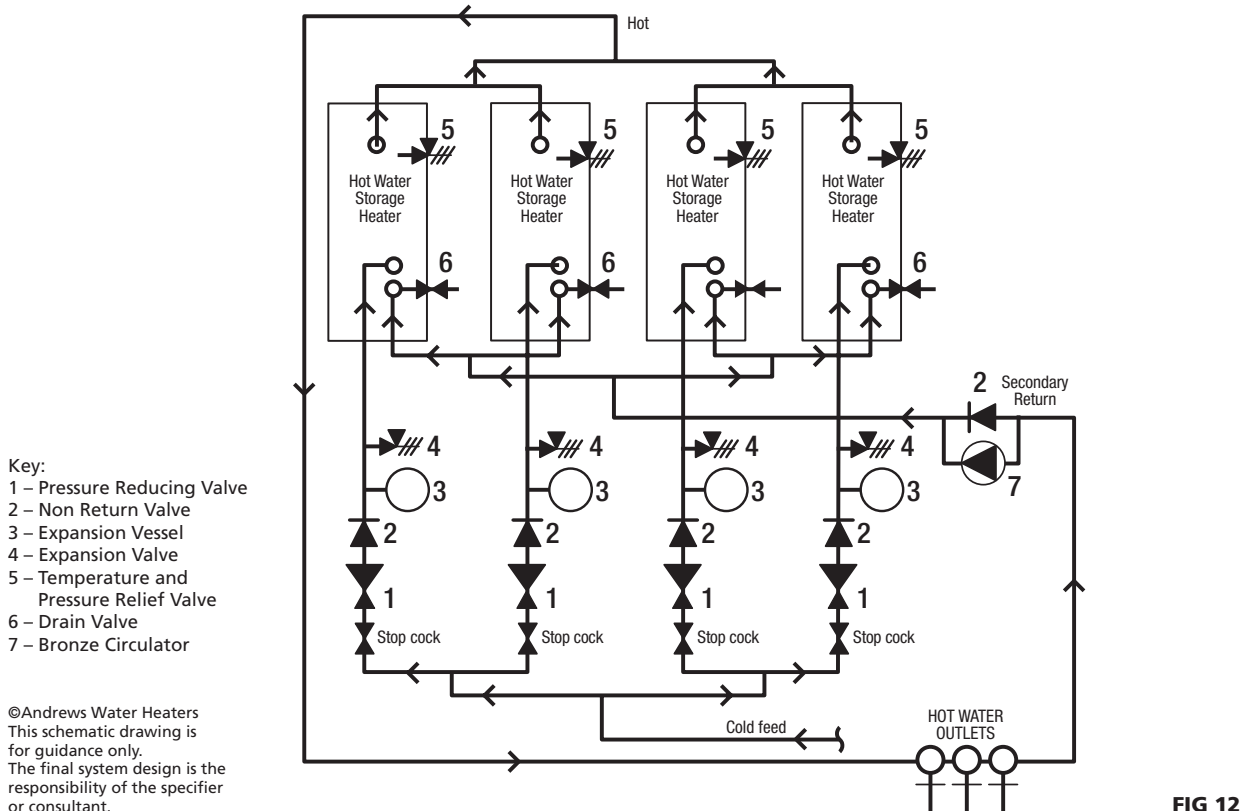 Hot
5
5
5
5
Hot Water
Storage
Heater
Hot Water
Storage
Heater
Hot Water
Storage
Heater
Hot Water
Storage
Heater
6
6
6
2
Secondary
Return
7
4
4
4
4
3
3
3
3
2
2
2
2
1
1
1
1
Stop cock
Stop cock
Stop cock
Stop cock
Cold feed
HOT WATER
OUTLETS
Key:
1 – Pressure Reducing Valve
2 – Non Return Valve
3 – Expansion Vessel
4 – Expansion Valve
5 – Temperature and
Pressure Relief Valve
6 – Drain Valve
7 – Bronze Circulator
©Andrews Water Heaters
This schematic drawing is
for guidance only.
The final system design is the
responsibility of the specifier
or consultant.
FIG 12